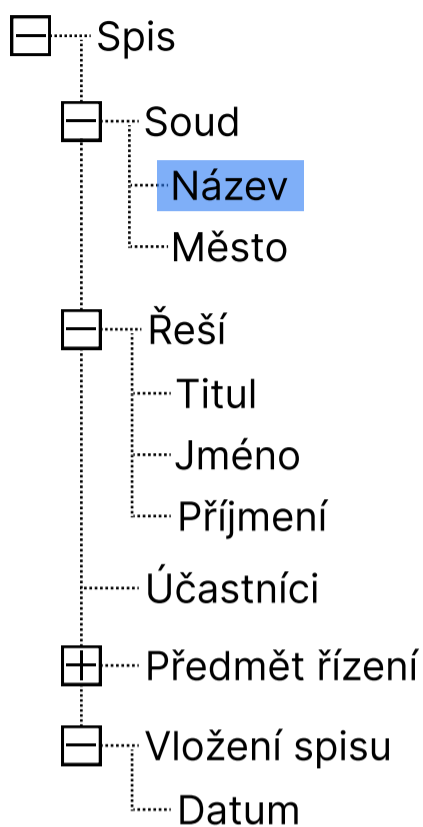 Spis
Soud
Název
Město
Řeší
Titul
Jméno
Příjmení
Účastníci
Předmět řízení
Vložení spisu
Datum